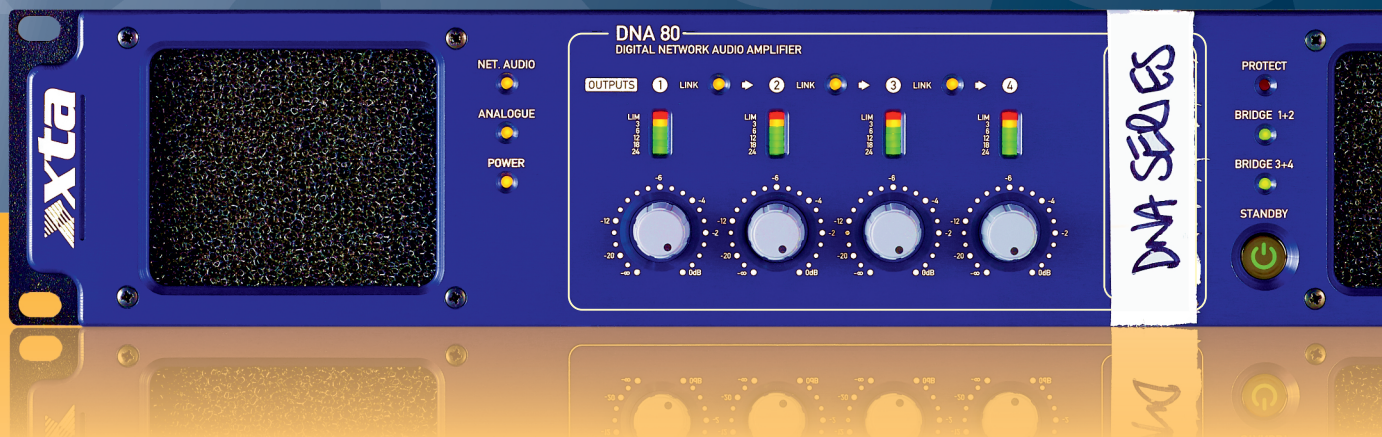 xta
NET. AUDIO
ANALOGUE
POWER
DNA 80
DIGITAL NETWORK AUDIO AMPLIFIER
OUTPUTS 1 LINK 2 LINK 3 LINK 4
LIM LIM LIM LIM
3 3 3 3
6 6 6 6
12 12 12 12
18 18 18 18
24 24 24 24
-6 -6 -6 -6
-4 -4 -4 -4
-12 -2 -12 -2 -12 -2 -12 -2
-20 -20 -20 -20
-∞ 0dB -∞ 0dB -∞ 0dB -∞ 0dB
DNA SERIES
PROTECT
BRIDGE 1+2
BRIDGE 3+4
STANDBY